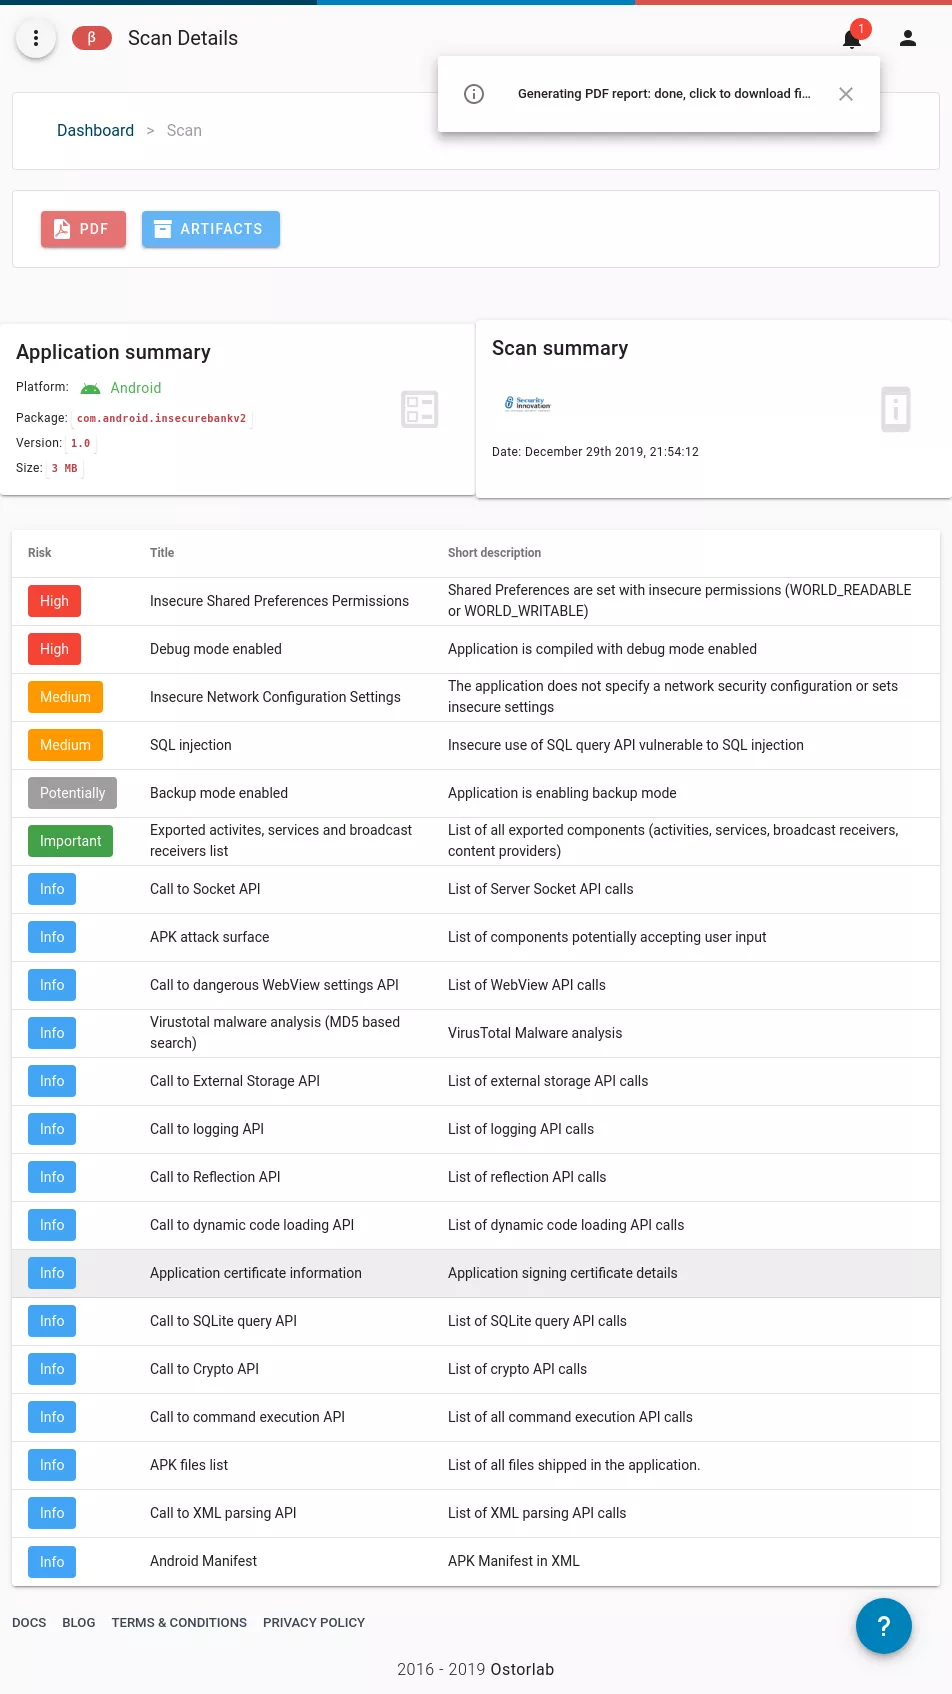 β
Scan Details
1
Generating PDF report: done, click to download fi...
Dashboard > Scan
PDF
ARTIFACTS
Application summary
Platform: Android
Package: com.android.insecurebankv2
Version: 1.0
Size: 3 MB
Scan summary
Security
Innovation
Date: December 29th 2019, 21:54:12
Risk Title Short description
High Insecure Shared Preferences Permissions Shared Preferences are set with insecure permissions (WORLD_READABLE
or WORLD_WRITABLE)
High Debug mode enabled Application is compiled with debug mode enabled
Medium Insecure Network Configuration Settings The application does not specify a network security configuration or sets
insecure settings
Medium SQL injection Insecure use of SQL query API vulnerable to SQL injection
Potentially Backup mode enabled Application is enabling backup mode
Important Exported activites, services and broadcast List of all exported components (activities, services, broadcast receivers,
receivers list content providers)
Info Call to Socket API List of Server Socket API calls
Info APK attack surface List of components potentially accepting user input
Info Call to dangerous WebView settings API List of WebView API calls
Info Virustotal malware analysis (MD5 based VirusTotal Malware analysis
search)
Info Call to External Storage API List of external storage API calls
Info Call to logging API List of logging API calls
Info Call to Reflection API List of reflection API calls
Info Call to dynamic code loading API List of dynamic code loading API calls
Info Application certificate information Application signing certificate details
Info Call to SQLite query API List of SQLite query API calls
Info Call to Crypto API List of crypto API calls
Info Call to command execution API List of all command execution API calls
Info APK files list List of all files shipped in the application.
Info Call to XML parsing API List of XML parsing API calls
Info Android Manifest APK Manifest in XML
DOCS BLOG TERMS & CONDITIONS PRIVACY POLICY
?
2016 - 2019 Ostorlab